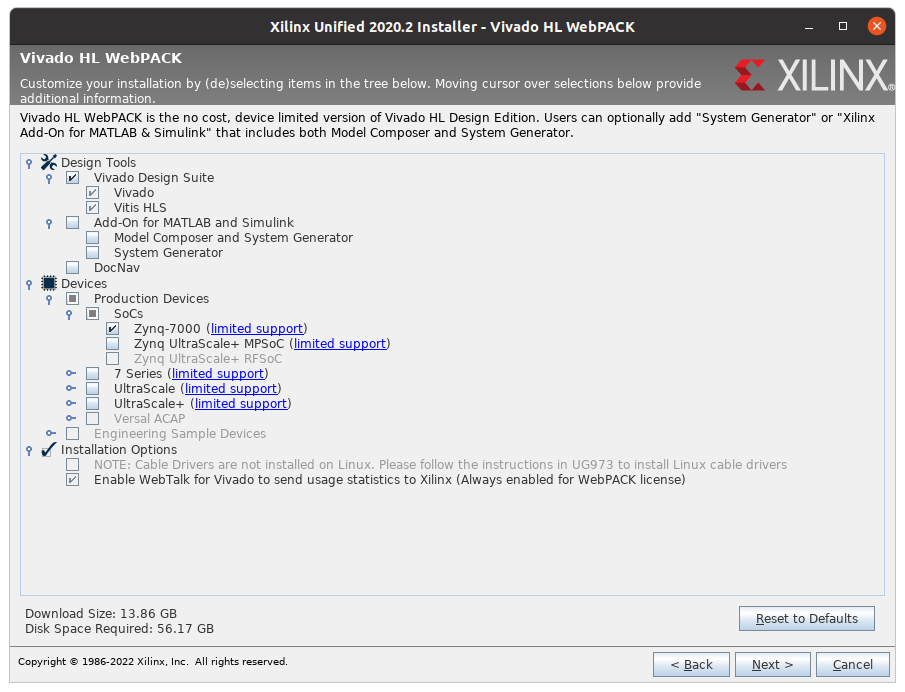 Xilinx Unified 2020.2 Installer - Vivado HL WebPACK
Vivado HL WebPACK
Customize your installation by (de)selecting items in the tree below. Moving cursor over selections below provide
additional information.
XILINX®
Vivado HL WebPACK is the no cost, device limited version of Vivado HL Design Edition. Users can optionally add "System Generator" or "Xilinx
Add-On for MATLAB & Simulink" that includes both Model Composer and System Generator.
Design Tools
Vivado Design Suite
Vivado
Vitis HLS
Add-On for MATLAB and Simulink
Model Composer and System Generator
System Generator
DocNav
Devices
Production Devices
SoCs
Zynq-7000 (limited support)
Zynq UltraScale+ MPSoC (limited support)
Zynq UltraScale+ RFSoC
7 Series (limited support)
UltraScale (limited support)
UltraScale+ (limited support)
Versal ACAP
Engineering Sample Devices
Installation Options
NOTE: Cable Drivers are not installed on Linux. Please follow the instructions in UG973 to install Linux cable drivers
Enable WebTalk for Vivado to send usage statistics to Xilinx (Always enabled for WebPACK license)
Download Size: 13.86 GB
Disk Space Required: 56.17 GB
Reset to Defaults
Copyright © 1986-2022 Xilinx, Inc. All rights reserved.
< Back
Next >
Cancel